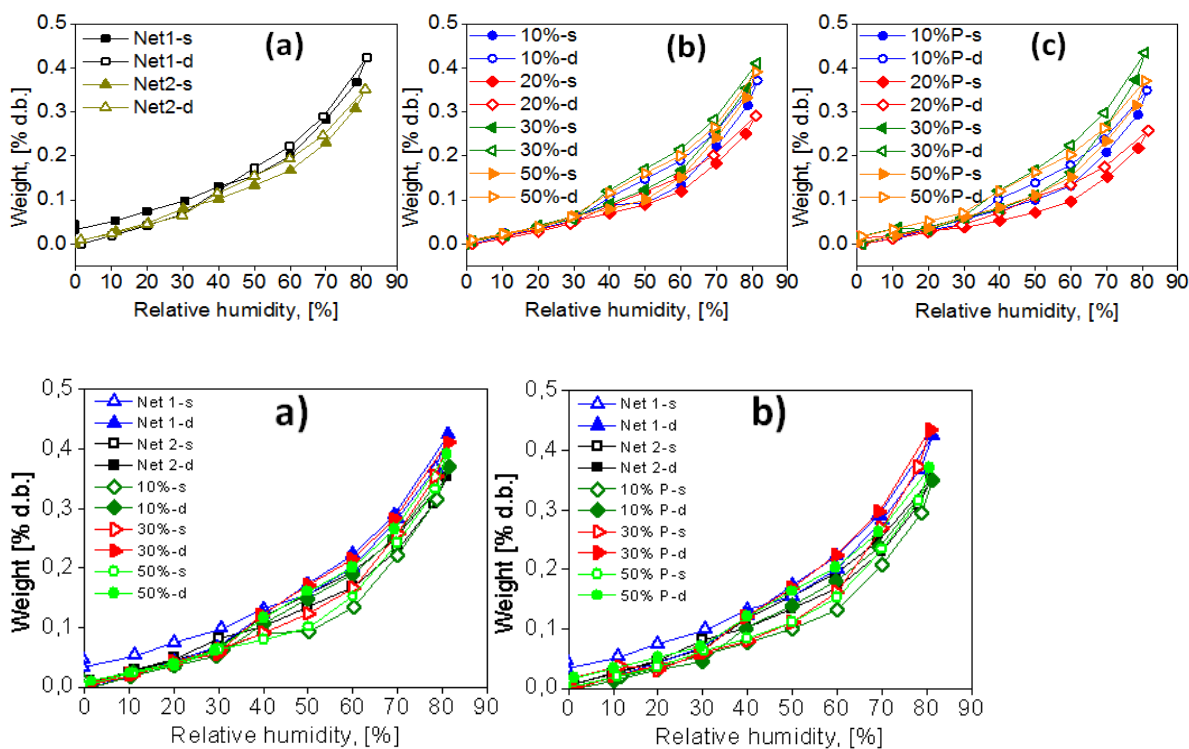 0.5
0.4
0.3
0.2
0.1
0.0
Weight, [% d.b.]
Net1-s
Net1-d
Net2-s
Net2-d
(a)
0 10 20 30 40 50 60 70 80 90
Relative humidity, [%]
0.5
0.4
0.3
0.2
0.1
0.0
Weight, [% d.b.]
10%-s
10%-d
20%-s
20%-d
30%-s
30%-d
50%-s
50%-d
(b)
0 10 20 30 40 50 60 70 80 90
Relative humidity, [%]
0.5
0.4
0.3
0.2
0.1
0.0
Weight, [% d.b.]
10%P-s
10%P-d
20%P-s
20%P-d
30%P-s
30%P-d
50%P-s
50%P-d
(c)
0 10 20 30 40 50 60 70 80 90
Relative humidity, [%]
0,5
0,4
0,3
0,2
0,1
0,0
Weight [% d.b.]
Net 1-s
Net 1-d
Net 2-s
Net 2-d
10%-s
10%-d
30%-s
30%-d
50%-s
50%-d
a)
0 10 20 30 40 50 60 70 80 90
Relative humidity, [%]
0,5
0,4
0,3
0,2
0,1
0,0
Weight [% d.b.]
Net 1-s
Net 1-d
Net 2-s
Net 2-d
10% P-s
10% P-d
30% P-s
30% P-d
50% P-s
50% P-d
b)
0 10 20 30 40 50 60 70 80 90
Relative humidity, [%]